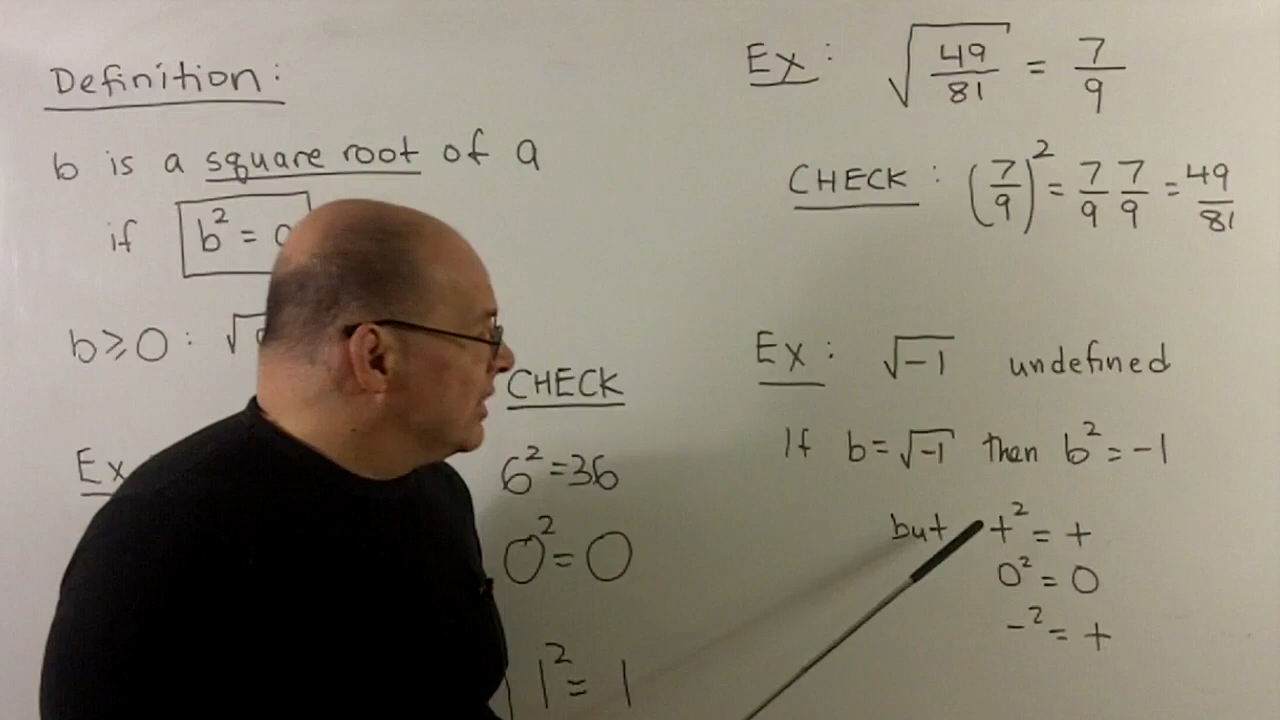 Definition:
b is a square root of a
if b² =
b ≥ 0 : √
Ex
CHECK
6² = 36
0² = 0
1² = 1
Ex: √(49/81) = 7/9
CHECK: (7/9)² = 7/9 7/9 = 49/81
Ex: √-1 undefined
If b = √-1 then b² = -1
but +² = +
0² = 0
-² = +